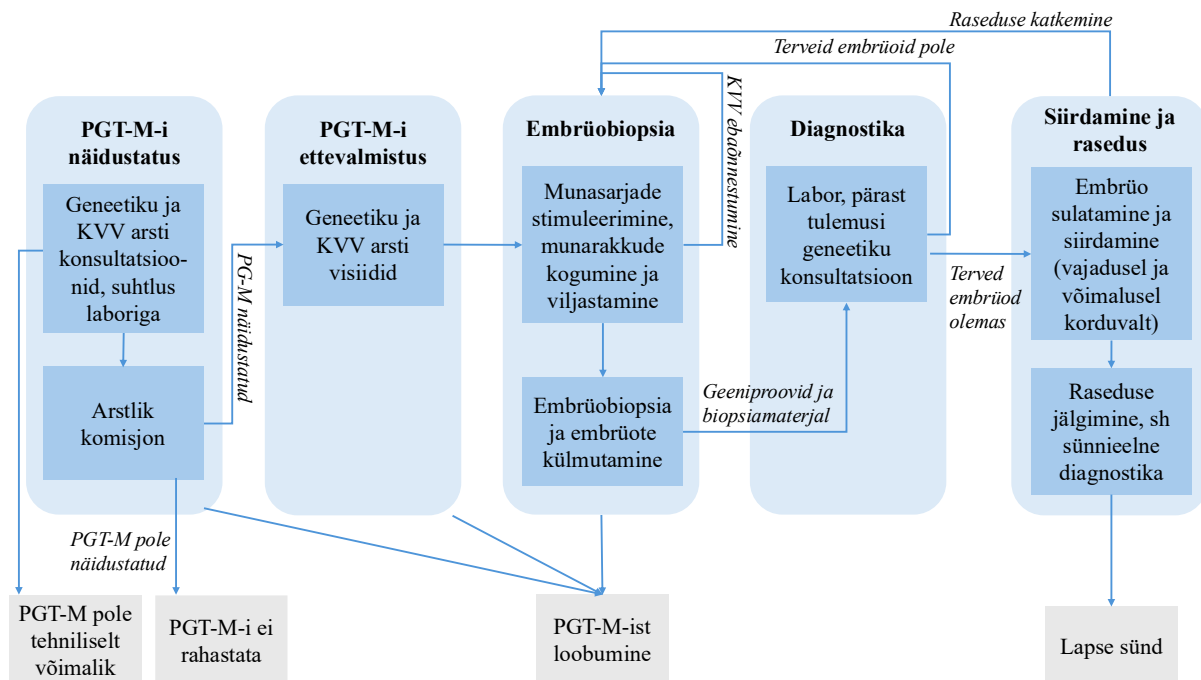 Raseduse katkemine
Terveid embrüoid pole
KVV ebaõnnestumine
PGT-M-i
näidustatus
Geneetiku ja
KVV arsti
konsultatsioo-
nid, suhtlus
laboriga
Arstlik
komisjon
PG-M näidustatud
PGT-M-i
ettevalmistus
Geneetiku ja
KVV arsti
visiidid
Embrüobiopsia
Munasarjade
stimuleerimine,
munarakkude
kogumine ja
viljastamine
Embrüobiopsia
ja embrüote
külmutamine
Geeniproovid ja
biopsiamaterjal
Diagnostika
Labor, pärast
tulemusi
geneetiku
konsultatsioon
Terved
embrüod
olemas
Siirdamine ja
rasedus
Embrüo
sulatamine ja
siirdamine
(vajadusel ja
võimalusel
korduvalt)
Raseduse
jälgimine, sh
sünnieelne
diagnostika
PGT-M pole
näidustatud
PGT-M pole
tehniliselt
võimalik
PGT-M-i ei
rahastata
PGT-M-ist
loobumine
Lapse sünd